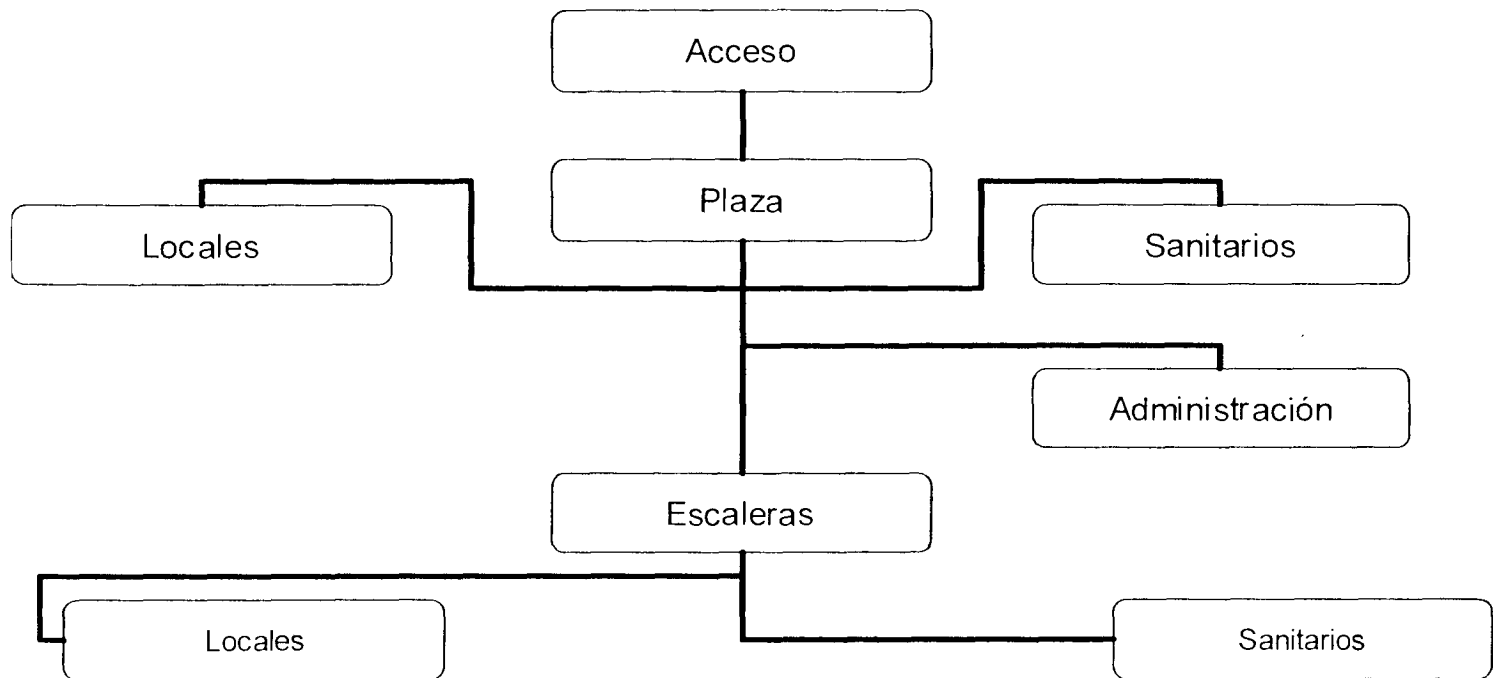 Acceso
Plaza
Locales
Sanitarios
Administración
Escaleras
Locales
Sanitarios